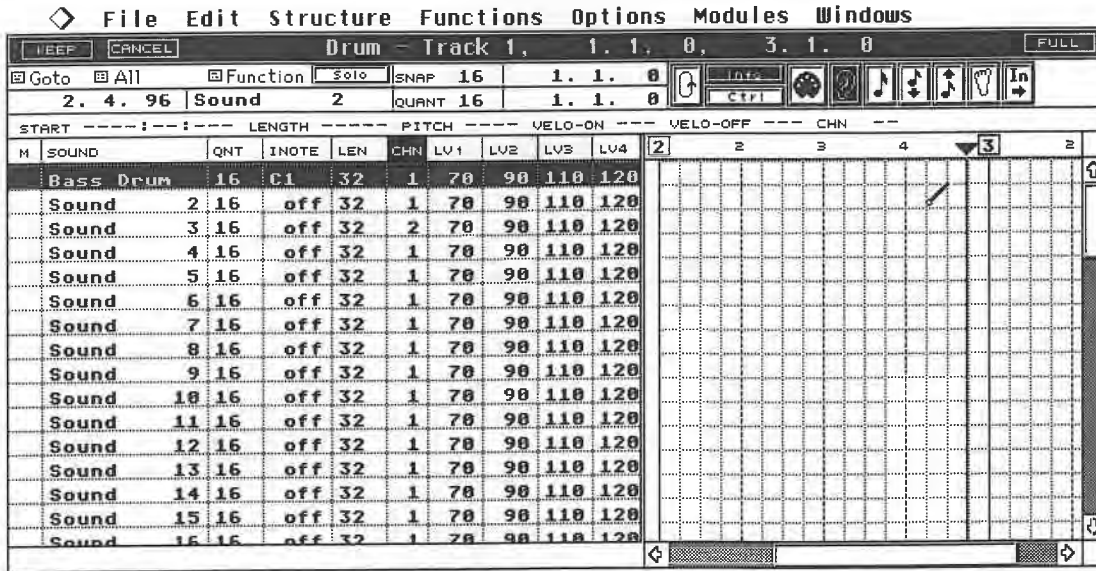 File Edit Structure Functions Options Modules Windows
KEEP CANCEL Drum – Track 1, 1. 1. 0, 3. 1. 0 FULL
Goto All Function Solo SNAP 16 1. 1. 0 Info
2. 4. 96 Sound 2 QUANT 16 1. 1. 0 Ctrl In
START ----:--:--- LENGTH ----- PITCH ---- VELO-ON --- VELO-OFF --- CHN --
M SOUND QNT INOTE LEN CHN LV1 LV2 LV3 LV4 2 2 3 4 3 2
Bass Drum 16 C1 32 1 70 90 110 120
Sound 2 16 off 32 1 70 90 110 120
Sound 3 16 off 32 2 70 90 110 120
Sound 4 16 off 32 1 70 90 110 120
Sound 5 16 off 32 1 70 90 110 120
Sound 6 16 off 32 1 70 90 110 120
Sound 7 16 off 32 1 70 90 110 120
Sound 8 16 off 32 1 70 90 110 120
Sound 9 16 off 32 1 70 90 110 120
Sound 10 16 off 32 1 70 90 110 120
Sound 11 16 off 32 1 70 90 110 120
Sound 12 16 off 32 1 70 90 110 120
Sound 13 16 off 32 1 70 90 110 120
Sound 14 16 off 32 1 70 90 110 120
Sound 15 16 off 32 1 70 90 110 120
Sound 16 16 off 32 1 70 90 110 120